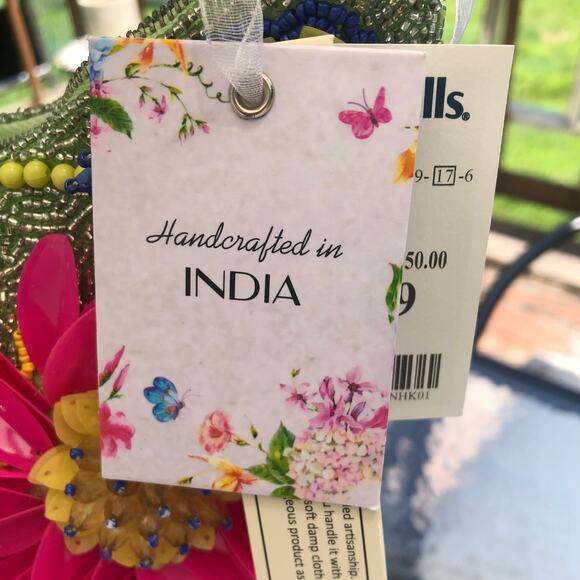 Handcrafted in
INDIA
lls®
9-17-6
50.00
9
NHK01
ed artisanship.
u handle it with
soft damp cloth
eous product as